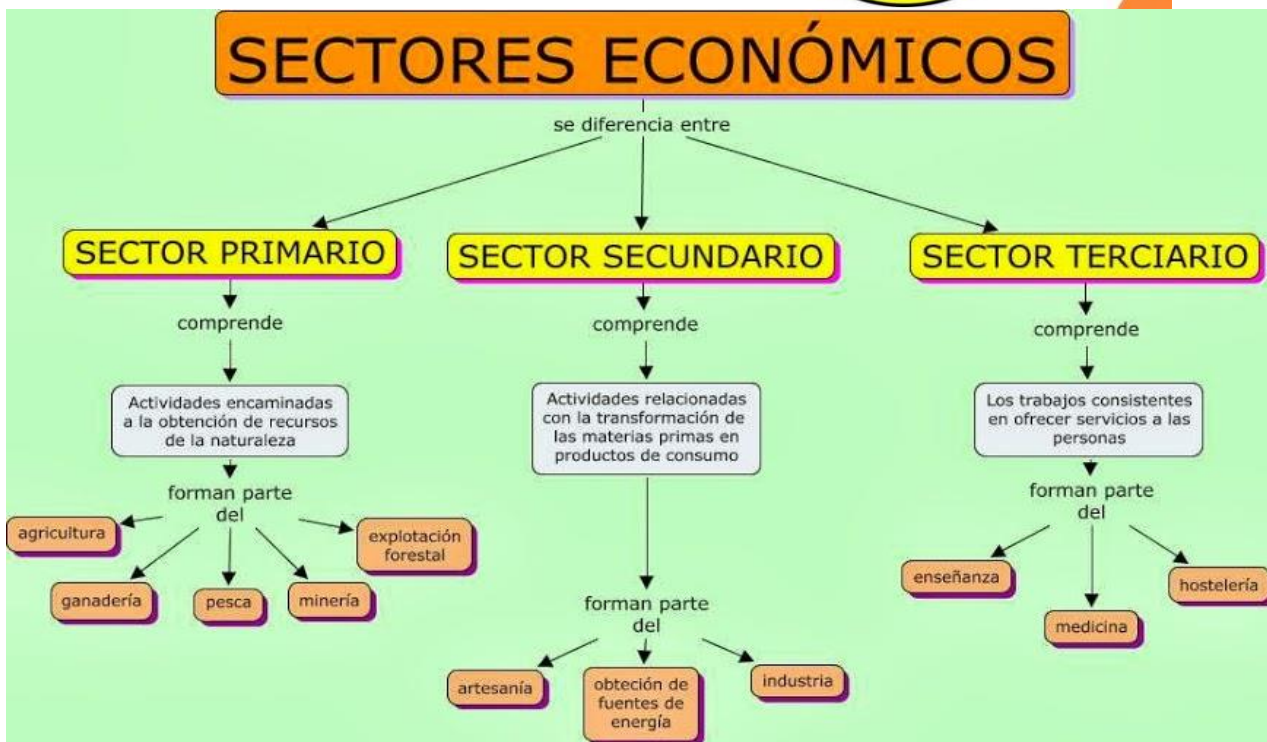 SECTORES ECONÓMICOS
se diferencia entre
SECTOR PRIMARIO
comprende
Actividades encaminadas
a la obtención de recursos
de la naturaleza
forman parte
del
agricultura
ganadería
pesca
minería
explotación
forestal
SECTOR SECUNDARIO
comprende
Actividades relacionadas
con la transformación de
las materias primas en
productos de consumo
forman parte
del
artesanía
obteción de
fuentes de
energía
industria
SECTOR TERCIARIO
comprende
Los trabajos consistentes
en ofrecer servicios a las
personas
forman parte
del
enseñanza
medicina
hostelería